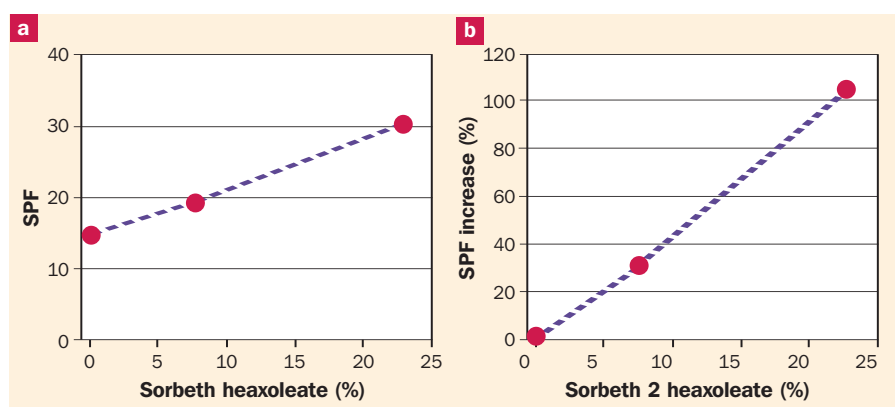 a
40
30
20
10
0
SPF
0 5 10 15 20 25
Sorbeth heaxoleate (%)
b
120
100
80
60
40
20
0
SPF increase (%)
0 5 10 15 20 25
Sorbeth 2 heaxoleate (%)